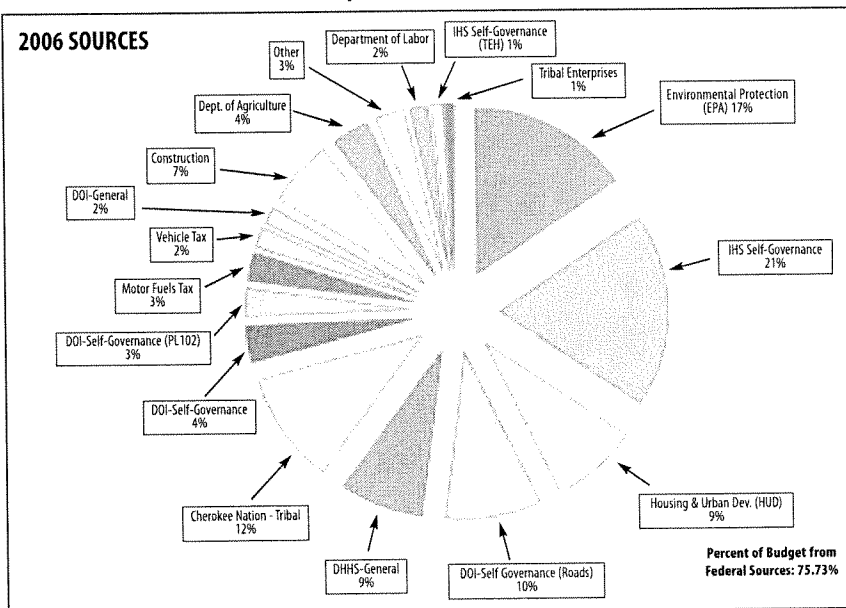 2006 SOURCES
IHS Self-Governance
(TEH) 1%
Department of Labor
2%
Other
3%
Tribal Enterprises
1%
Environmental Protection
(EPA) 17%
Dept. of Agriculture
4%
Construction
7%
DOI-General
2%
Vehicle Tax
2%
Motor Fuels Tax
3%
DOI-Self-Governance (PL102)
3%
DOI-Self-Governance
4%
Cherokee Nation - Tribal
12%
DHHS-General
9%
DOI-Self Governance (Roads)
10%
Housing & Urban Dev. (HUD)
9%
IHS Self-Governance
21%
Percent of Budget from
Federal Sources: 75.73%